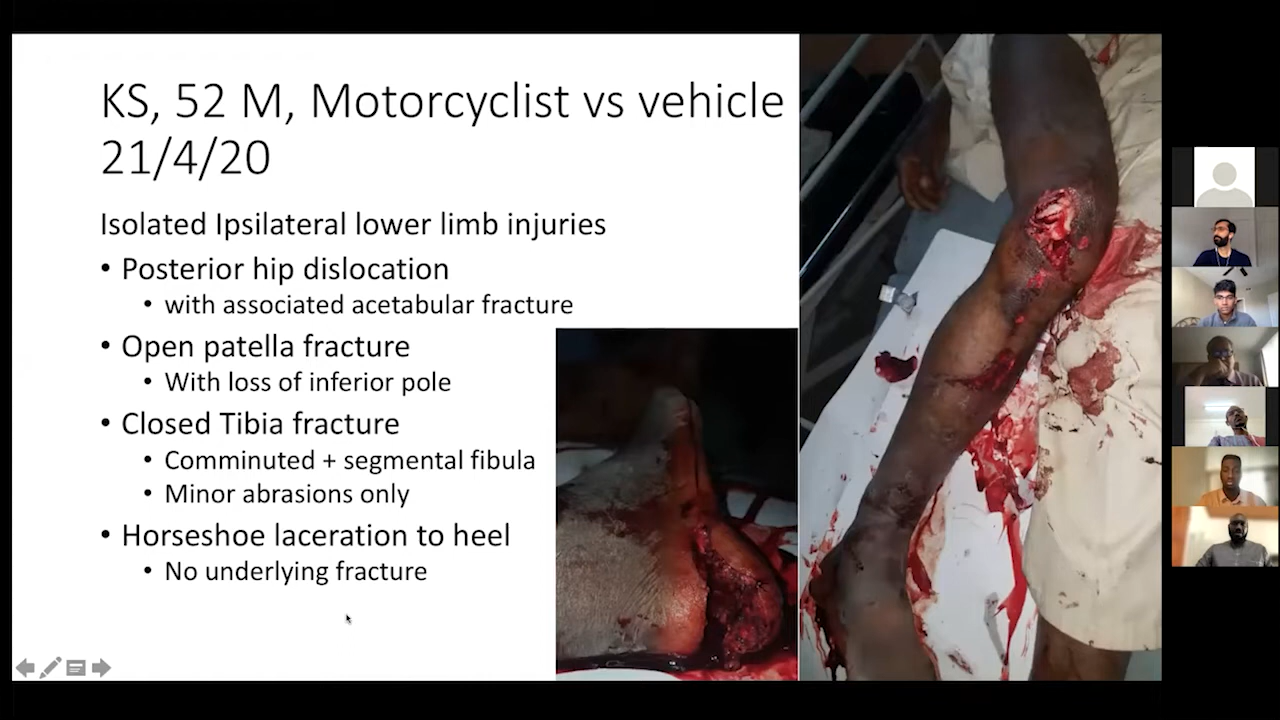 KS, 52 M, Motorcyclist vs vehicle
21/4/20
Isolated Ipsilateral lower limb injuries
• Posterior hip dislocation
• with associated acetabular fracture
• Open patella fracture
• With loss of inferior pole
• Closed Tibia fracture
• Comminuted + segmental fibula
• Minor abrasions only
• Horseshoe laceration to heel
• No underlying fracture